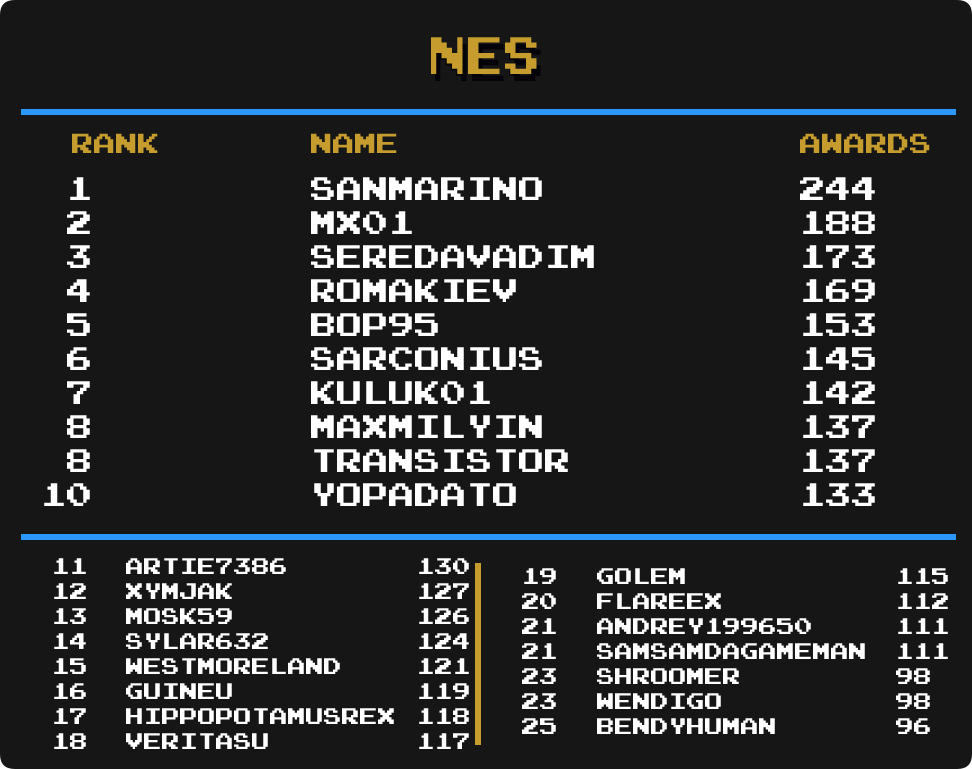 NES
RANK NAME AWARDS
1 SANMARINO 244
2 MX01 188
3 SEREDAVADIM 173
4 ROMAKIEV 169
5 BOP95 153
6 SARCONIUS 145
7 KULUK01 142
8 MAXMILYIN 137
8 TRANSISTOR 137
10 YOPADATO 133
11 ARTIE7386 130
12 XYMJAK 127
13 MOSK59 126
14 SYLAR632 124
15 WESTMORELAND 121
16 GUINEU 119
17 HIPPOPOTAMUSREX 118
18 VERITASU 117
19 GOLEM 115
20 FLAREEX 112
21 ANDREY199650 111
21 SAMSAMDAGAMEMAN 111
23 SHROOMER 98
23 WENDIGO 98
25 BENDYHUMAN 96